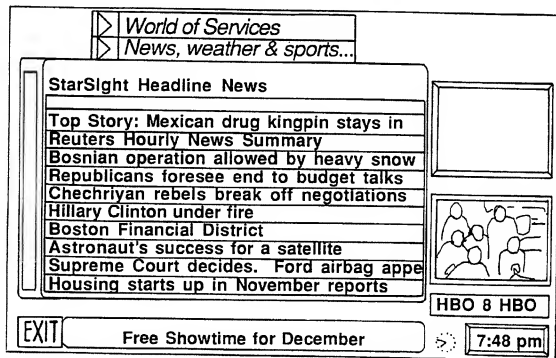 World of Services
News, weather & sports...
StarSIght Headline News
Top Story: Mexican drug kingpin stays in
Reuters Hourly News Summary
Bosnian operation allowed by heavy snow
Republicans foresee end to budget talks
Chechriyan rebels break off negotlations
Hillary Clinton under fire
Boston Financial District
Astronaut's success for a satellite
Supreme Court decides. Ford airbag appe
Housing starts up in November reports
HBO 8 HBO
EXIT
Free Showtime for December
7:48 pm